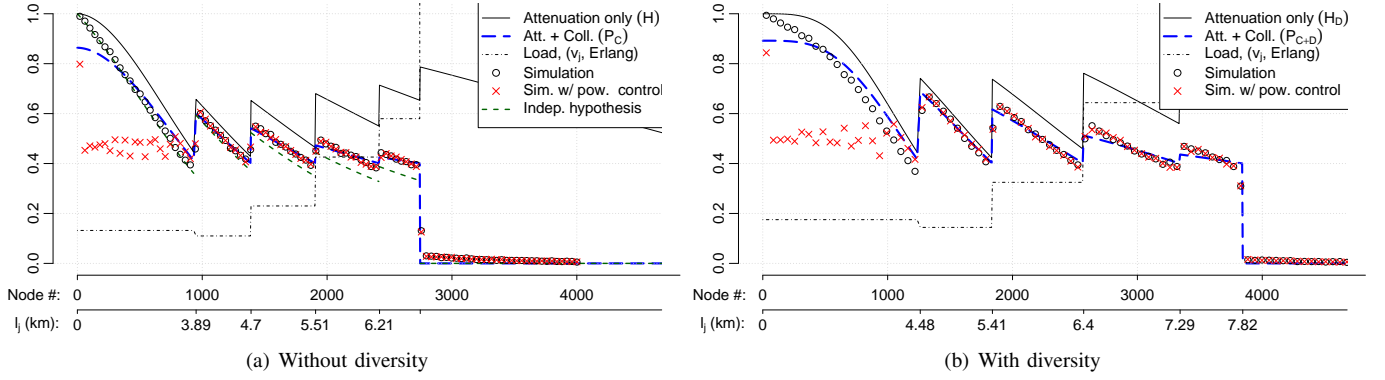 0.0 0.2 0.4 0.6 0.8 1.0
Attenuation only (H)
Att. + Coll. (P_C)
Load, (v_j, Erlang)
Simulation
Sim. w/ pow. control
Indep. hypothesis
Node #: 0 1000 2000 3000 4000
l_j (km): 0 3.89 4.7 5.51 6.21
(a) Without diversity
0.0 0.2 0.4 0.6 0.8 1.0
Attenuation only (H_D)
Att. + Coll. (P_{C+D})
Load, (v_j, Erlang)
Simulation
Sim. w/ pow. control
0 1000 2000 3000 4000
0 4.48 5.41 6.4 7.29 7.82
(b) With diversity